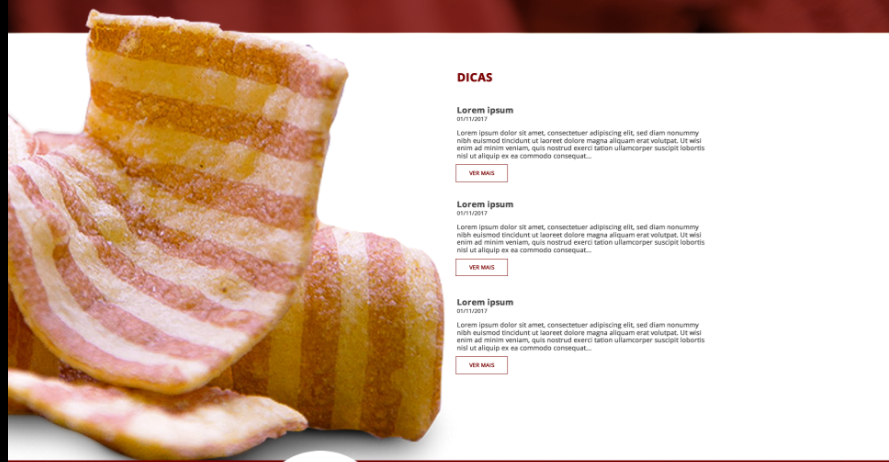 DICAS
Lorem ipsum
01/11/2017
Lorem ipsum dolor sit amet, consectetuer adipiscing elit, sed diam nonummy
nibh euismod tincidunt ut laoreet dolore magna aliquam erat volutpat. Ut wisi
enim ad minim veniam, quis nostrud exerci tation ullamcorper suscipit lobortis
nisl ut aliquip ex ea commodo consequat...
VER MAIS
Lorem ipsum
01/11/2017
Lorem ipsum dolor sit amet, consectetuer adipiscing elit, sed diam nonummy
nibh euismod tincidunt ut laoreet dolore magna aliquam erat volutpat. Ut wisi
enim ad minim veniam, quis nostrud exerci tation ullamcorper suscipit lobortis
nisl ut aliquip ex ea commodo consequat...
VER MAIS
Lorem ipsum
01/11/2017
Lorem ipsum dolor sit amet, consectetuer adipiscing elit, sed diam nonummy
nibh euismod tincidunt ut laoreet dolore magna aliquam erat volutpat. Ut wisi
enim ad minim veniam, quis nostrud exerci tation ullamcorper suscipit lobortis
nisl ut aliquip ex ea commodo consequat...
VER MAIS